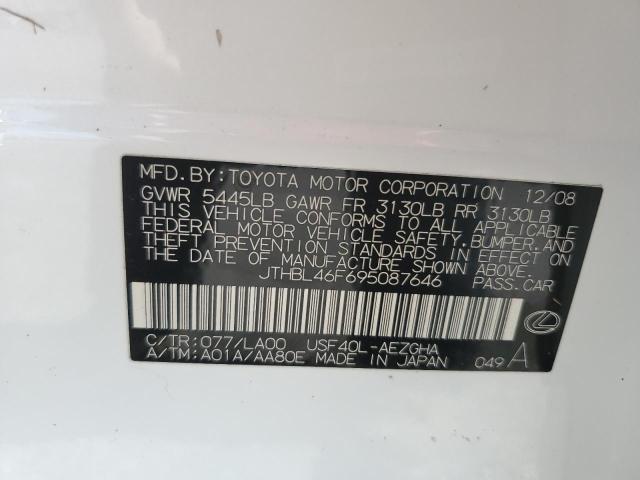 MFD. BY: TOYOTA MOTOR CORPORATION 12/08
GVWR 5445LB GAWR FR 3130LB RR 3130LB
THIS VEHICLE CONFORMS TO ALL APPLICABLE
FEDERAL MOTOR VEHICLE SAFETY, BUMPER, AND
THEFT PREVENTION STANDARDS IN EFFECT ON
THE DATE OF MANUFACTURE SHOWN ABOVE.
JTHBL46F695087646 PASS. CAR
C/TR: 077/LA00 USF40L-AEZGHA
A/TM: A01A/AA80E MADE IN JAPAN 049 A